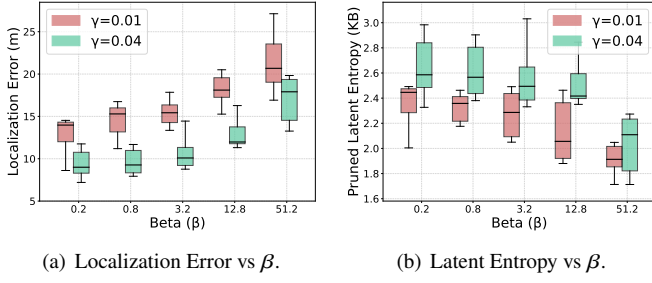 γ=0.01
γ=0.04
Localization Error (m)
25
20
15
10
5
0.2 0.8 3.2 12.8 51.2
Beta (β)
(a) Localization Error vs β.
γ=0.01
γ=0.04
Pruned Latent Entropy (KB)
3.0
2.8
2.6
2.4
2.2
2.0
1.8
1.6
0.2 0.8 3.2 12.8 51.2
Beta (β)
(b) Latent Entropy vs β.